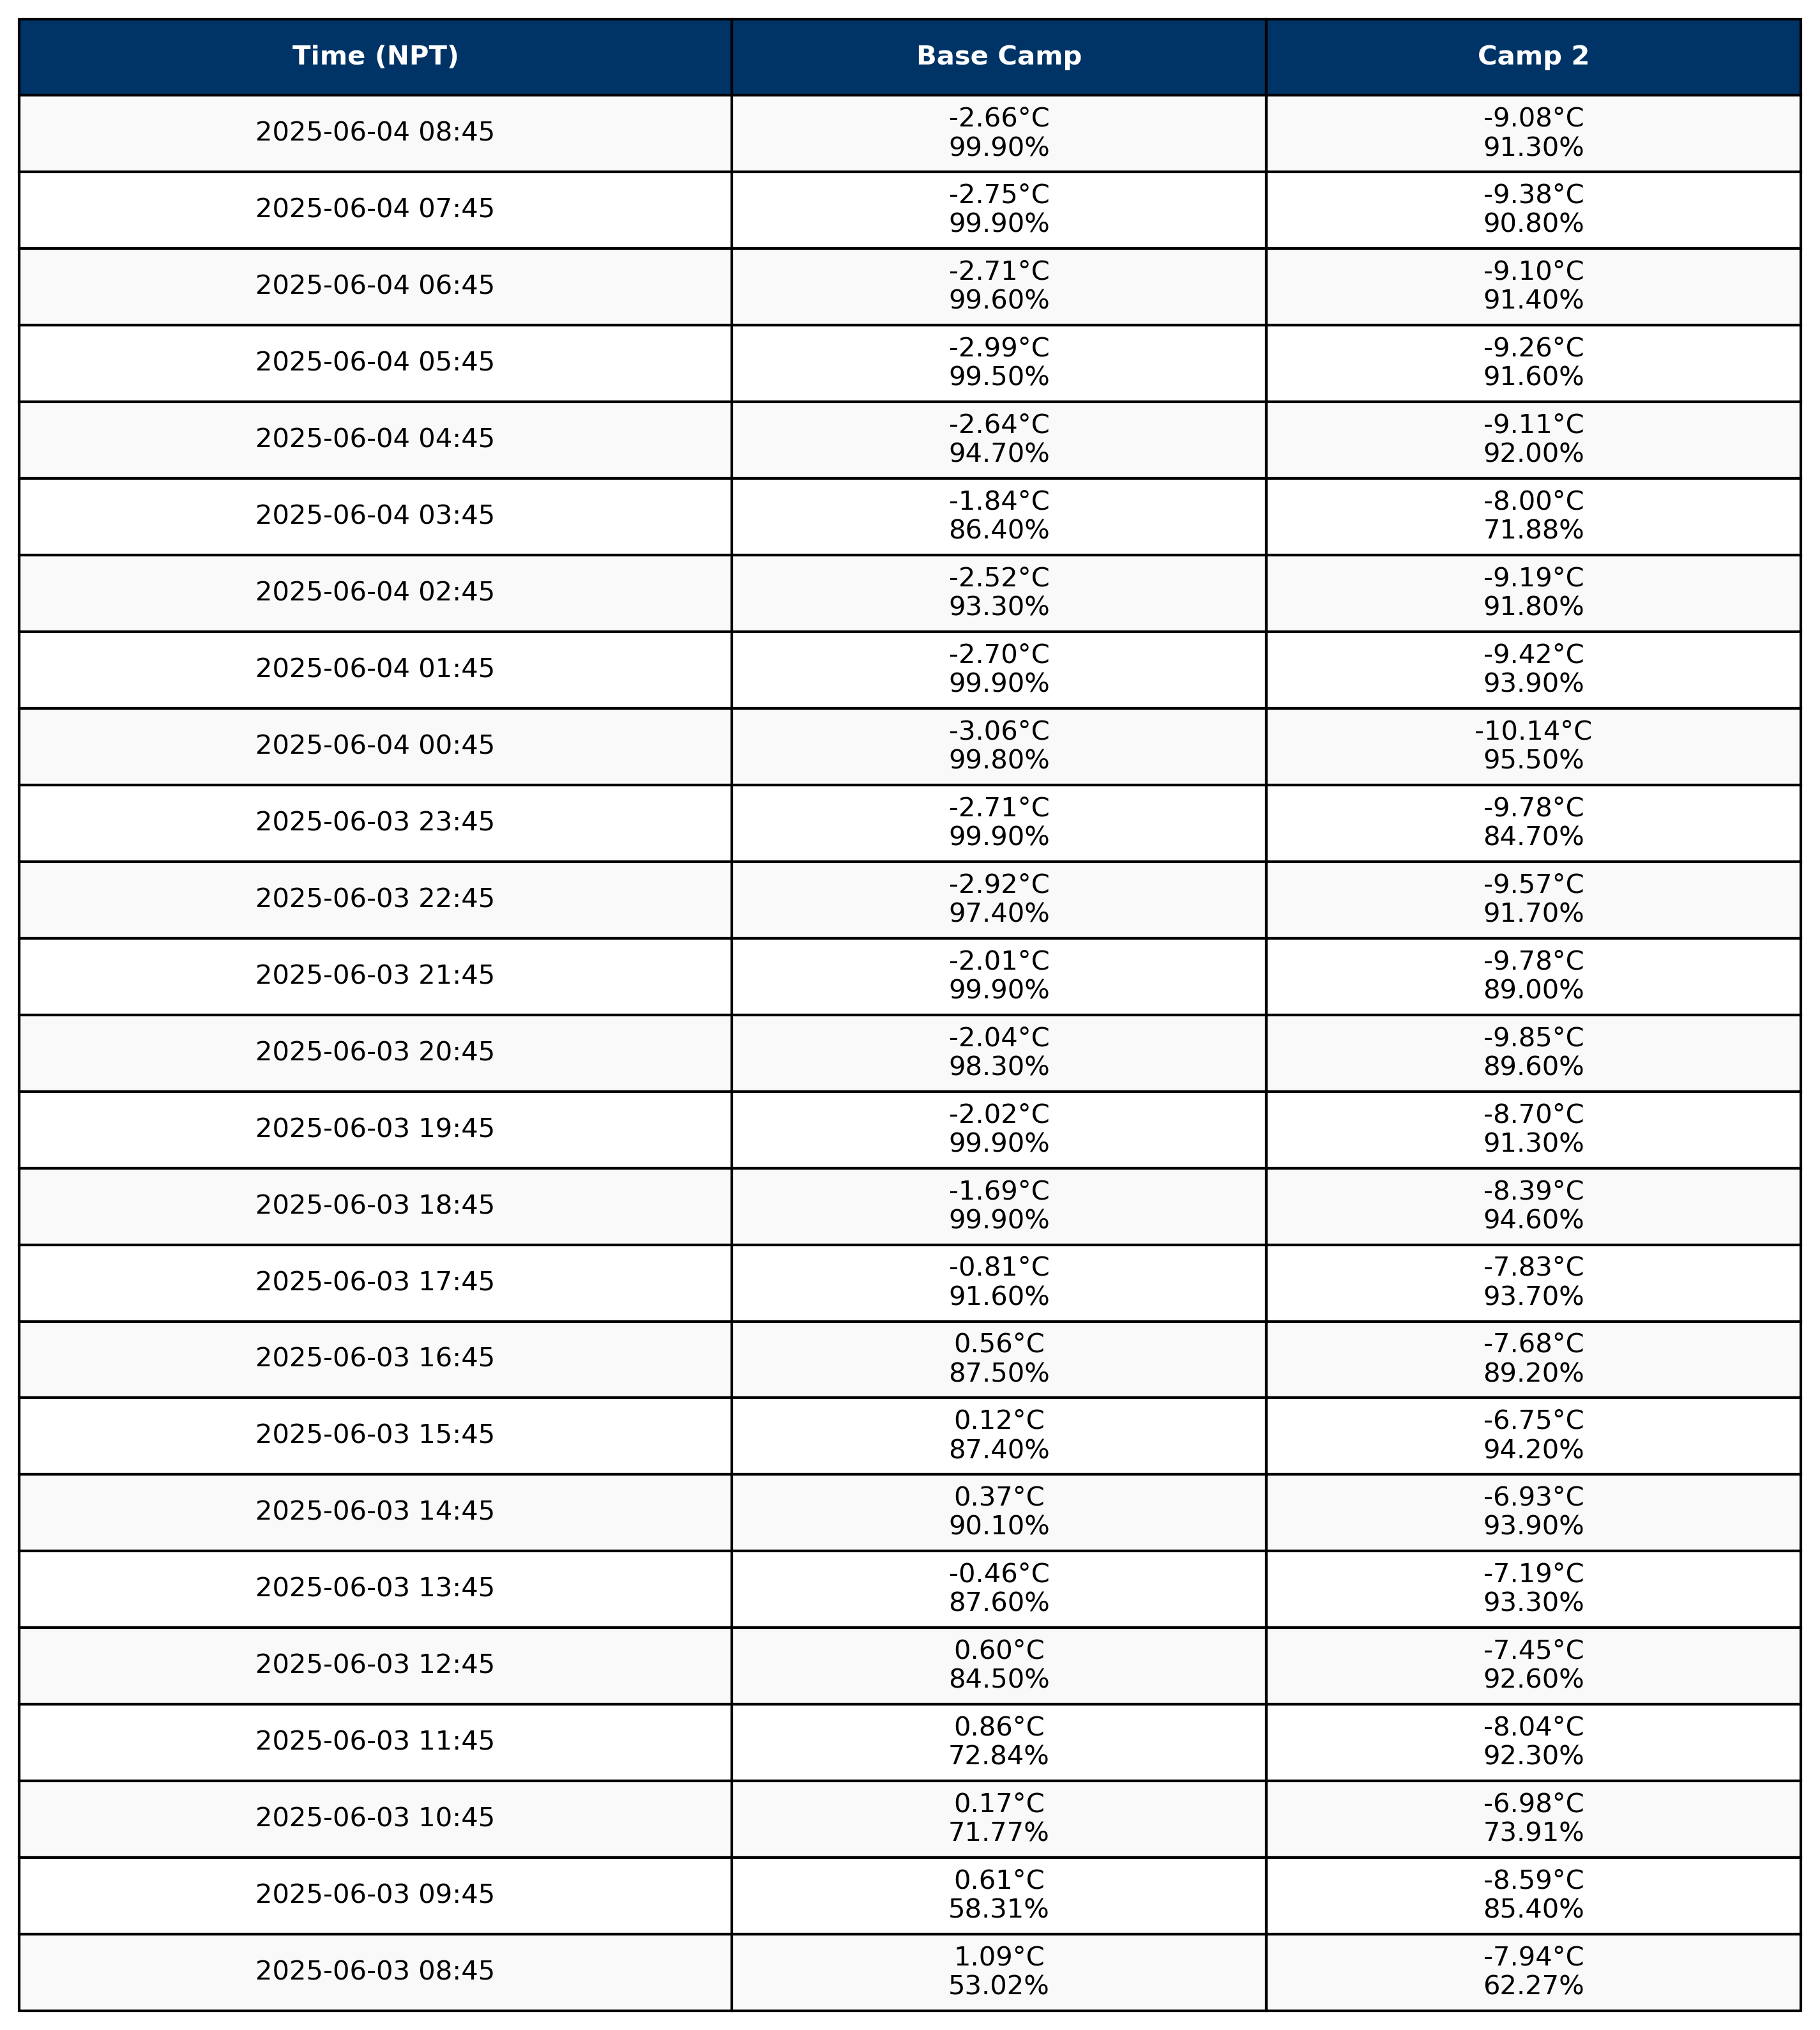 Time (NPT) Base Camp Camp 2
2025-06-04 08:45 -2.66°C -9.08°C
99.90% 91.30%
2025-06-04 07:45 -2.75°C -9.38°C
99.90% 90.80%
2025-06-04 06:45 -2.71°C -9.10°C
99.60% 91.40%
2025-06-04 05:45 -2.99°C -9.26°C
99.50% 91.60%
2025-06-04 04:45 -2.64°C -9.11°C
94.70% 92.00%
2025-06-04 03:45 -1.84°C -8.00°C
86.40% 71.88%
2025-06-04 02:45 -2.52°C -9.19°C
93.30% 91.80%
2025-06-04 01:45 -2.70°C -9.42°C
99.90% 93.90%
2025-06-04 00:45 -3.06°C -10.14°C
99.80% 95.50%
2025-06-03 23:45 -2.71°C -9.78°C
99.90% 84.70%
2025-06-03 22:45 -2.92°C -9.57°C
97.40% 91.70%
2025-06-03 21:45 -2.01°C -9.78°C
99.90% 89.00%
2025-06-03 20:45 -2.04°C -9.85°C
98.30% 89.60%
2025-06-03 19:45 -2.02°C -8.70°C
99.90% 91.30%
2025-06-03 18:45 -1.69°C -8.39°C
99.90% 94.60%
2025-06-03 17:45 -0.81°C -7.83°C
91.60% 93.70%
2025-06-03 16:45 0.56°C -7.68°C
87.50% 89.20%
2025-06-03 15:45 0.12°C -6.75°C
87.40% 94.20%
2025-06-03 14:45 0.37°C -6.93°C
90.10% 93.90%
2025-06-03 13:45 -0.46°C -7.19°C
87.60% 93.30%
2025-06-03 12:45 0.60°C -7.45°C
84.50% 92.60%
2025-06-03 11:45 0.86°C -8.04°C
72.84% 92.30%
2025-06-03 10:45 0.17°C -6.98°C
71.77% 73.91%
2025-06-03 09:45 0.61°C -8.59°C
58.31% 85.40%
2025-06-03 08:45 1.09°C -7.94°C
53.02% 62.27%